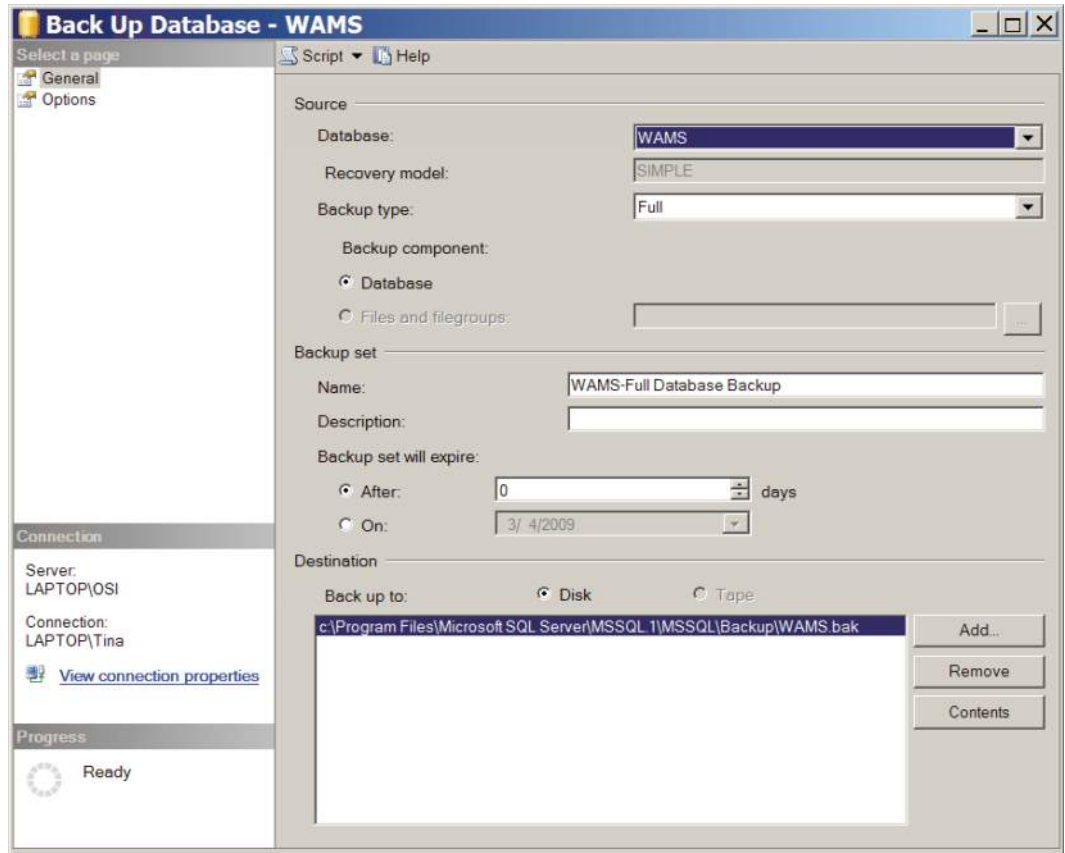 Back Up Database - WAMS
Select a page
General
Options
Script Help
Source
Database: WAMS
Recovery model: SIMPLE
Backup type: Full
Backup component:
Database
Files and filegroups: ...
Backup set
Name: WAMS-Full Database Backup
Description:
Backup set will expire:
After: 0 days
On: 3/ 4/2009
Destination
Back up to: Disk Tape
c:\Program Files\Microsoft SQL Server\MSSQL.1\MSSQL\Backup\WAMS.bak
Add...
Remove
Contents
Connection
Server:
LAPTOP\OSI
Connection:
LAPTOP\Tina
View connection properties
Progress
Ready